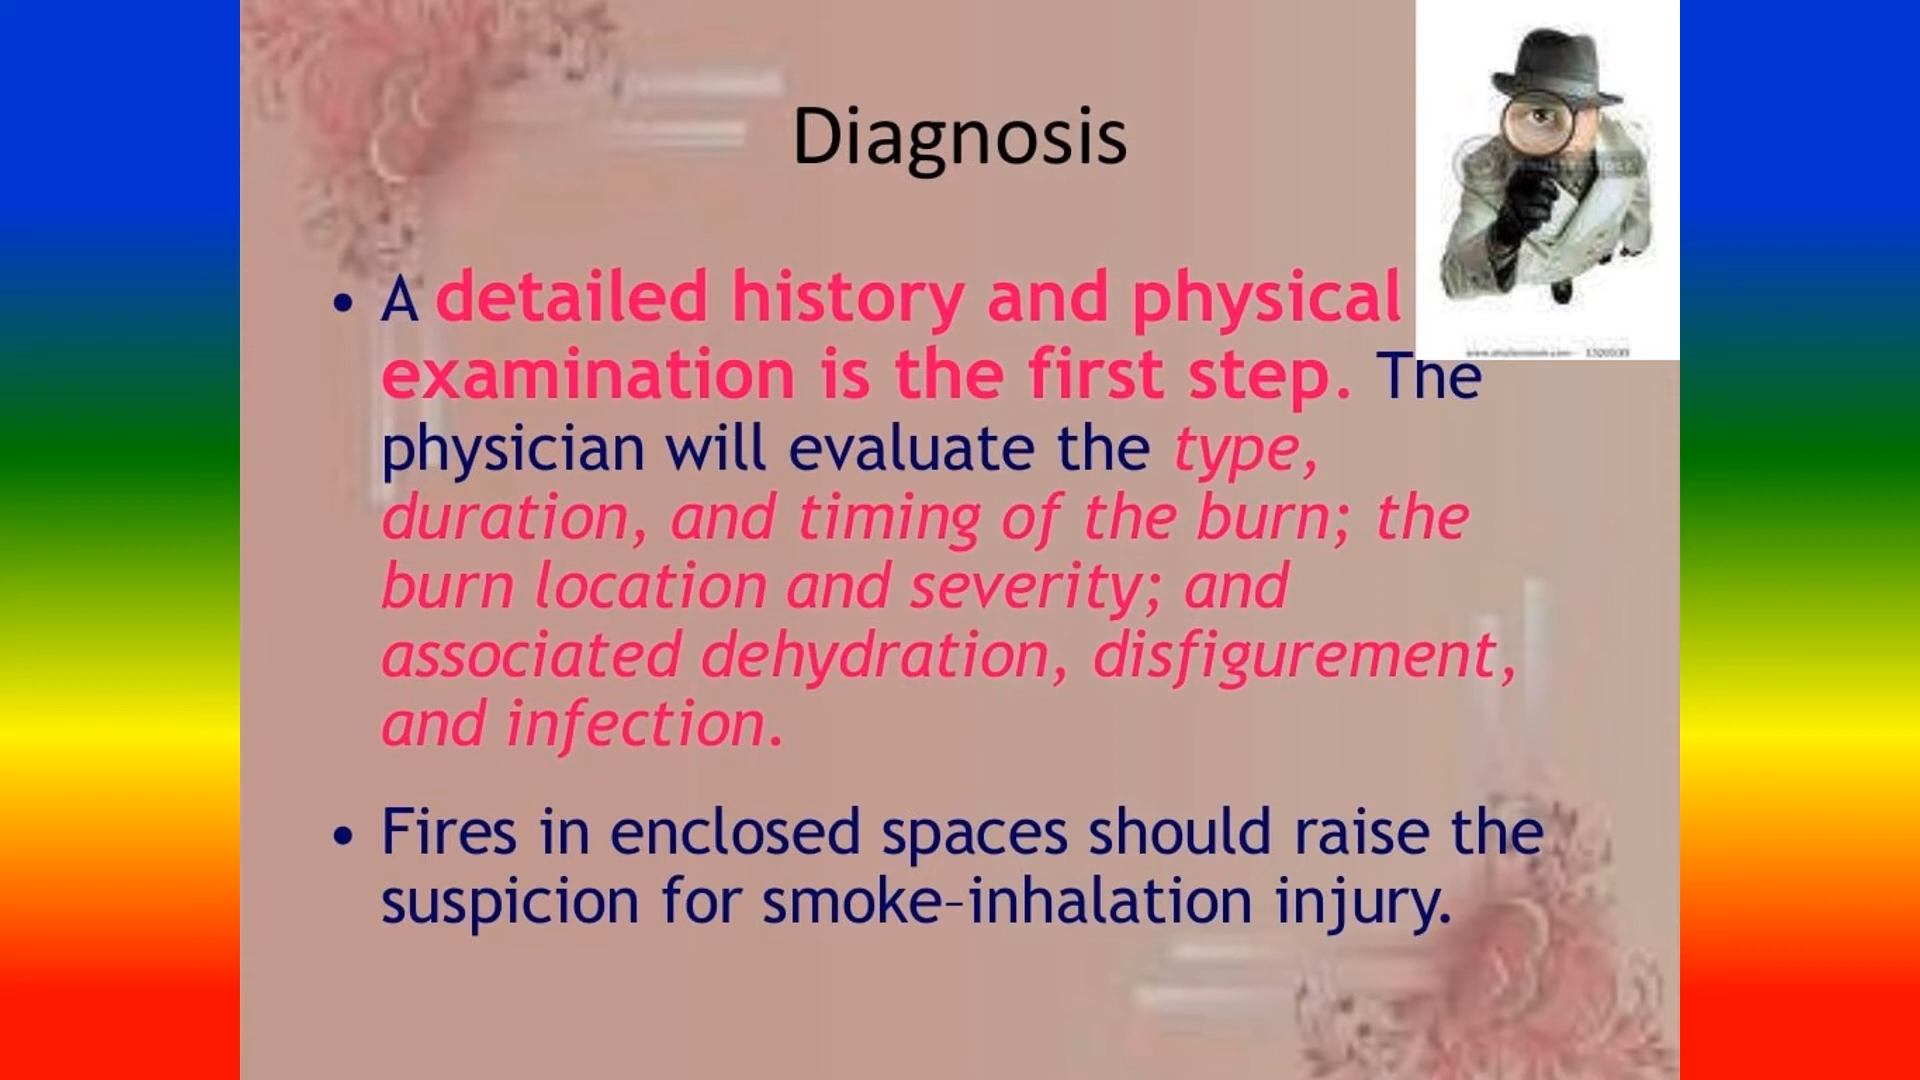 Diagnosis
• A detailed history and physical
examination is the first step. The
physician will evaluate the type,
duration, and timing of the burn; the
burn location and severity; and
associated dehydration, disfigurement,
and infection.
• Fires in enclosed spaces should raise the
suspicion for smoke-inhalation injury.